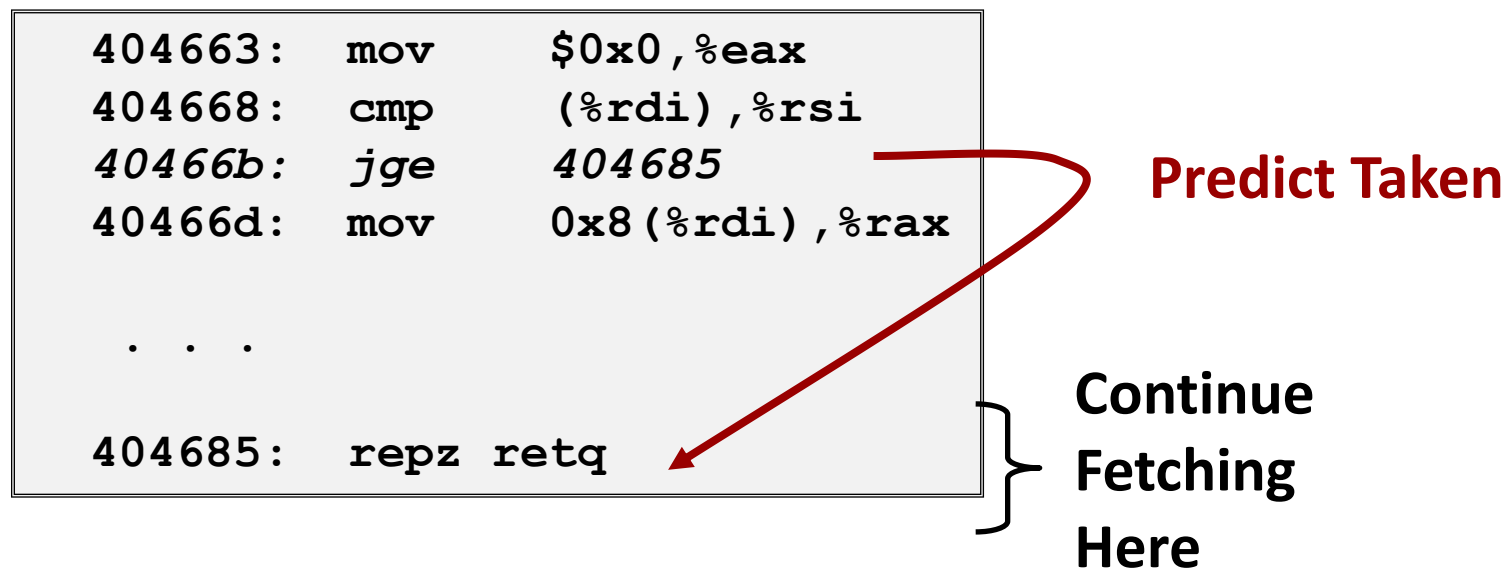 404663: mov $0x0,%eax
404668: cmp (%rdi),%rsi
40466b: jge 404685
40466d: mov 0x8(%rdi),%rax
. . .
404685: repz retq
Predict Taken
Continue
Fetching
Here